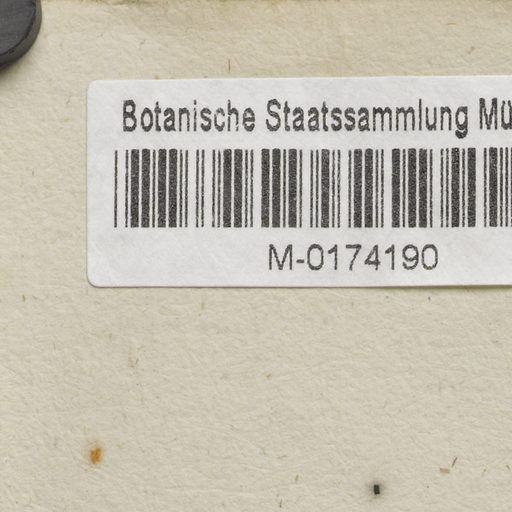 Botanische Staatssammlung Mü
M-0174190